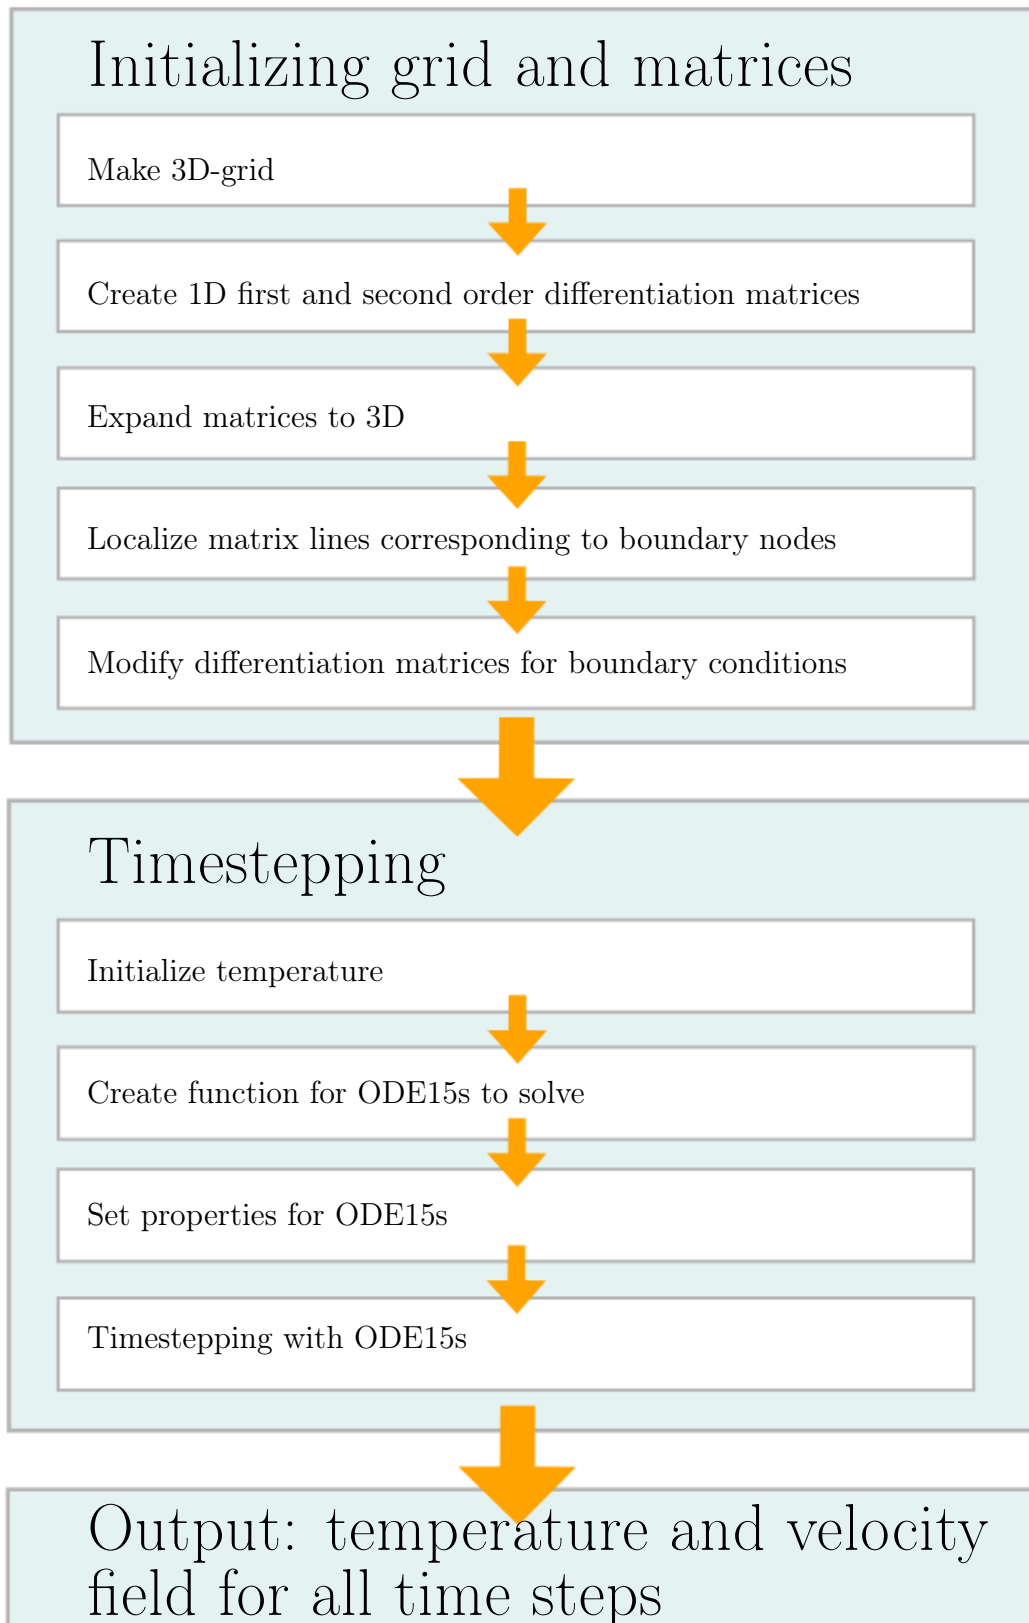 Initializing grid and matrices
Make 3D-grid
Create 1D first and second order differentiation matrices
Expand matrices to 3D
Localize matrix lines corresponding to boundary nodes
Modify differentiation matrices for boundary conditions
Timestepping
Initialize temperature
Create function for ODE15s to solve
Set properties for ODE15s
Timestepping with ODE15s
Output: temperature and velocity
field for all time steps